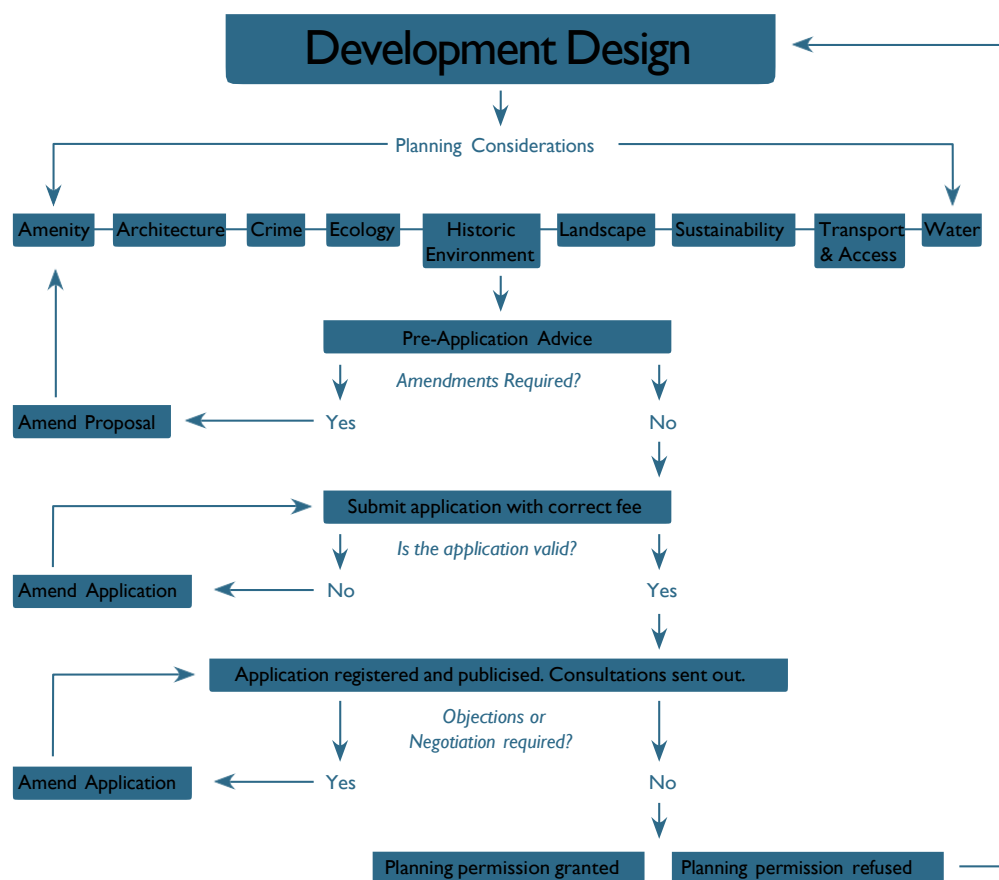 Development Design
Planning Considerations
Amenity
Architecture
Crime
Ecology
Historic
Environment
Landscape
Sustainability
Transport
& Access
Water
Pre-Application Advice
Amendments Required?
Amend Proposal
Yes
No
Submit application with correct fee
Is the application valid?
Amend Application
No
Yes
Application registered and publicised. Consultations sent out.
Objections or
Negotiation required?
Amend Application
Yes
No
Planning permission granted
Planning permission refused